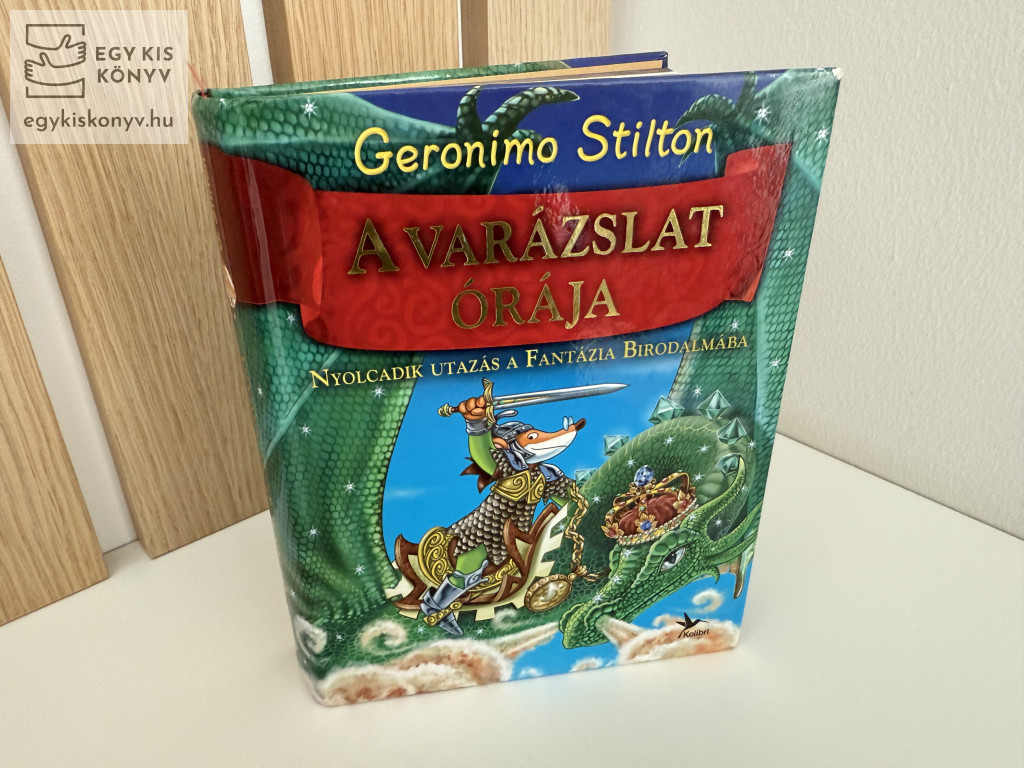 EGY KIS
KÖNYV
egykiskonyv.hu
Geronimo Stilton
A VARÁZSLAT
ÓRÁJA
NYOLCADIK UTAZÁS A FANTÁZIA BIRODALMÁBA
Kolibri